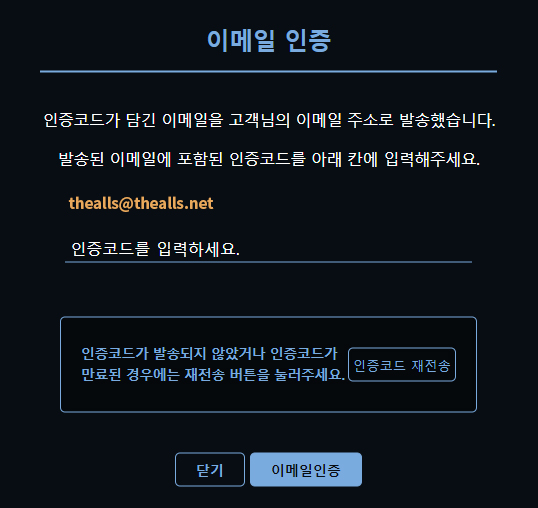 이메일 인증
인증코드가 담긴 이메일을 고객님의 이메일 주소로 발송했습니다.
발송된 이메일에 포함된 인증코드를 아래 칸에 입력해주세요.
thealls@thealls.net
인증코드를 입력하세요.
인증코드가 발송되지 않았거나 인증코드가
만료된 경우에는 재전송 버튼을 눌러주세요.
인증코드 재전송
닫기
이메일인증